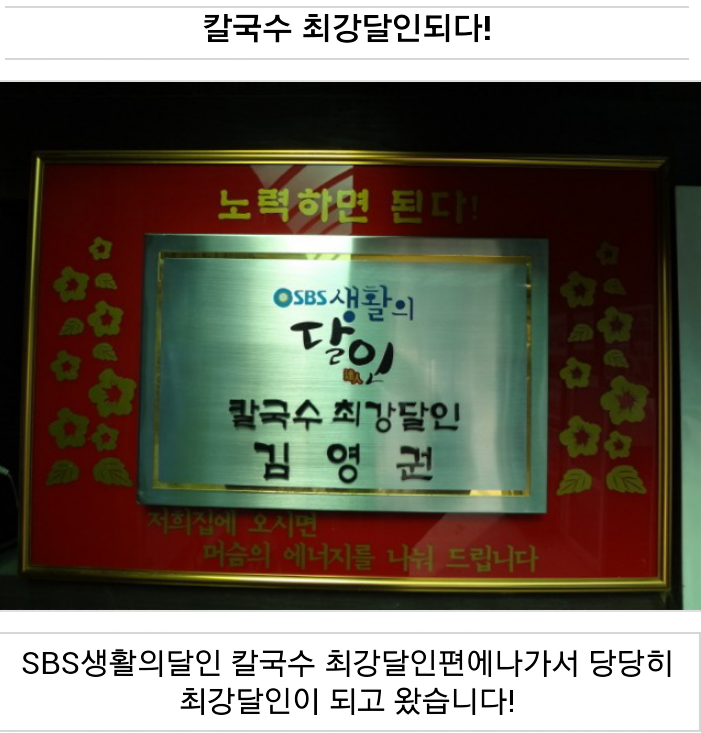 칼국수 최강달인되다!
노력하면 된다!
SBS 생활의
달인
칼국수 최강달인
김영권
저희집에 오시면
머슴의 에너지를 나눠 드립니다
SBS생활의달인 칼국수 최강달인편에나가서 당당히
최강달인이 되고 왔습니다!